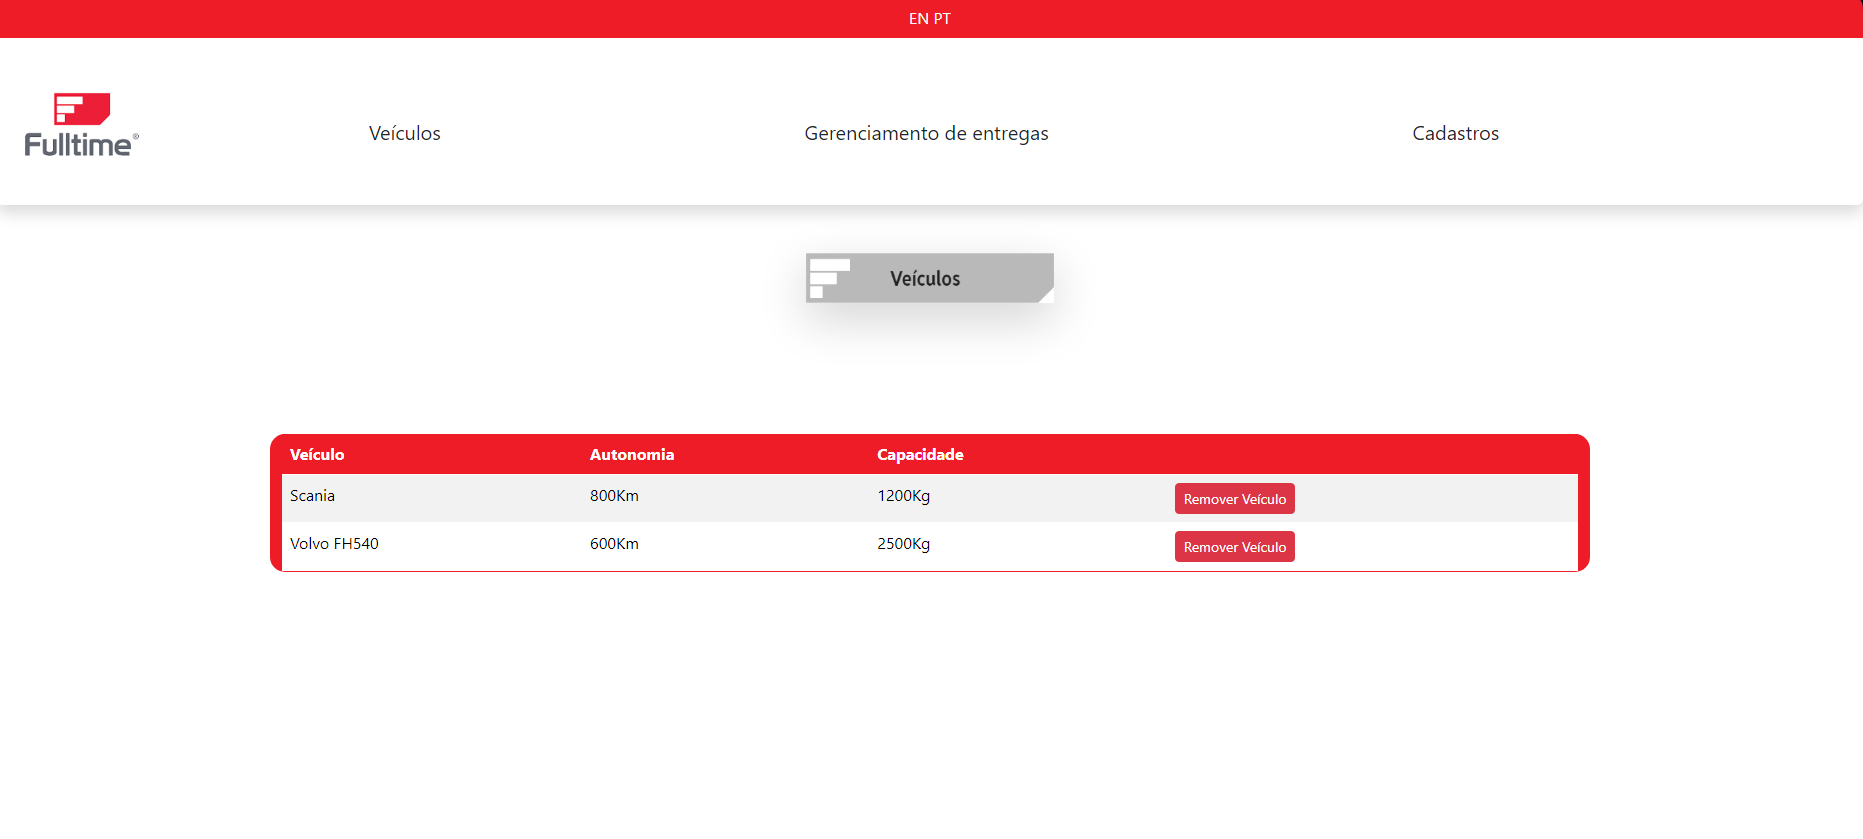 EN PT
Fulltime®
Veículos Gerenciamento de entregas Cadastros
Veículos
Veículo Autonomia Capacidade
Scania 800Km 1200Kg Remover Veículo
Volvo FH540 600Km 2500Kg Remover Veículo